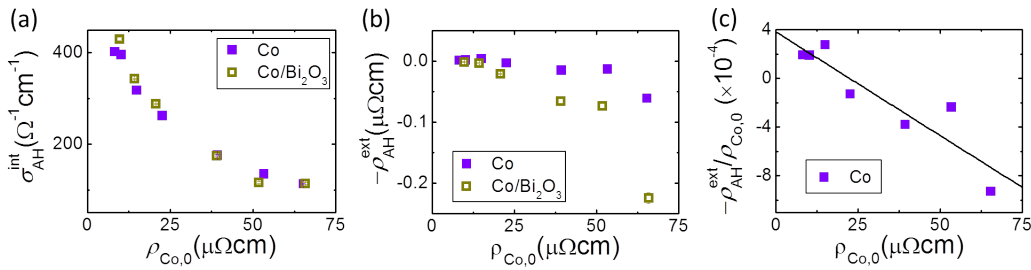 (a)
σ_AH^int (Ω⁻¹cm⁻¹)
400
200
0 25 50 75
ρ_Co,0 (μΩcm)
Co
Co/Bi₂O₃
(b)
−ρ_AH^ext (μΩcm)
0.0
-0.1
-0.2
0 25 50 75
ρ_Co,0 (μΩcm)
Co
Co/Bi₂O₃
(c)
−ρ_AH^ext/ρ_Co,0 (×10⁻⁴)
4
0
-4
-8
0 25 50 75
ρ_Co,0 (μΩcm)
Co